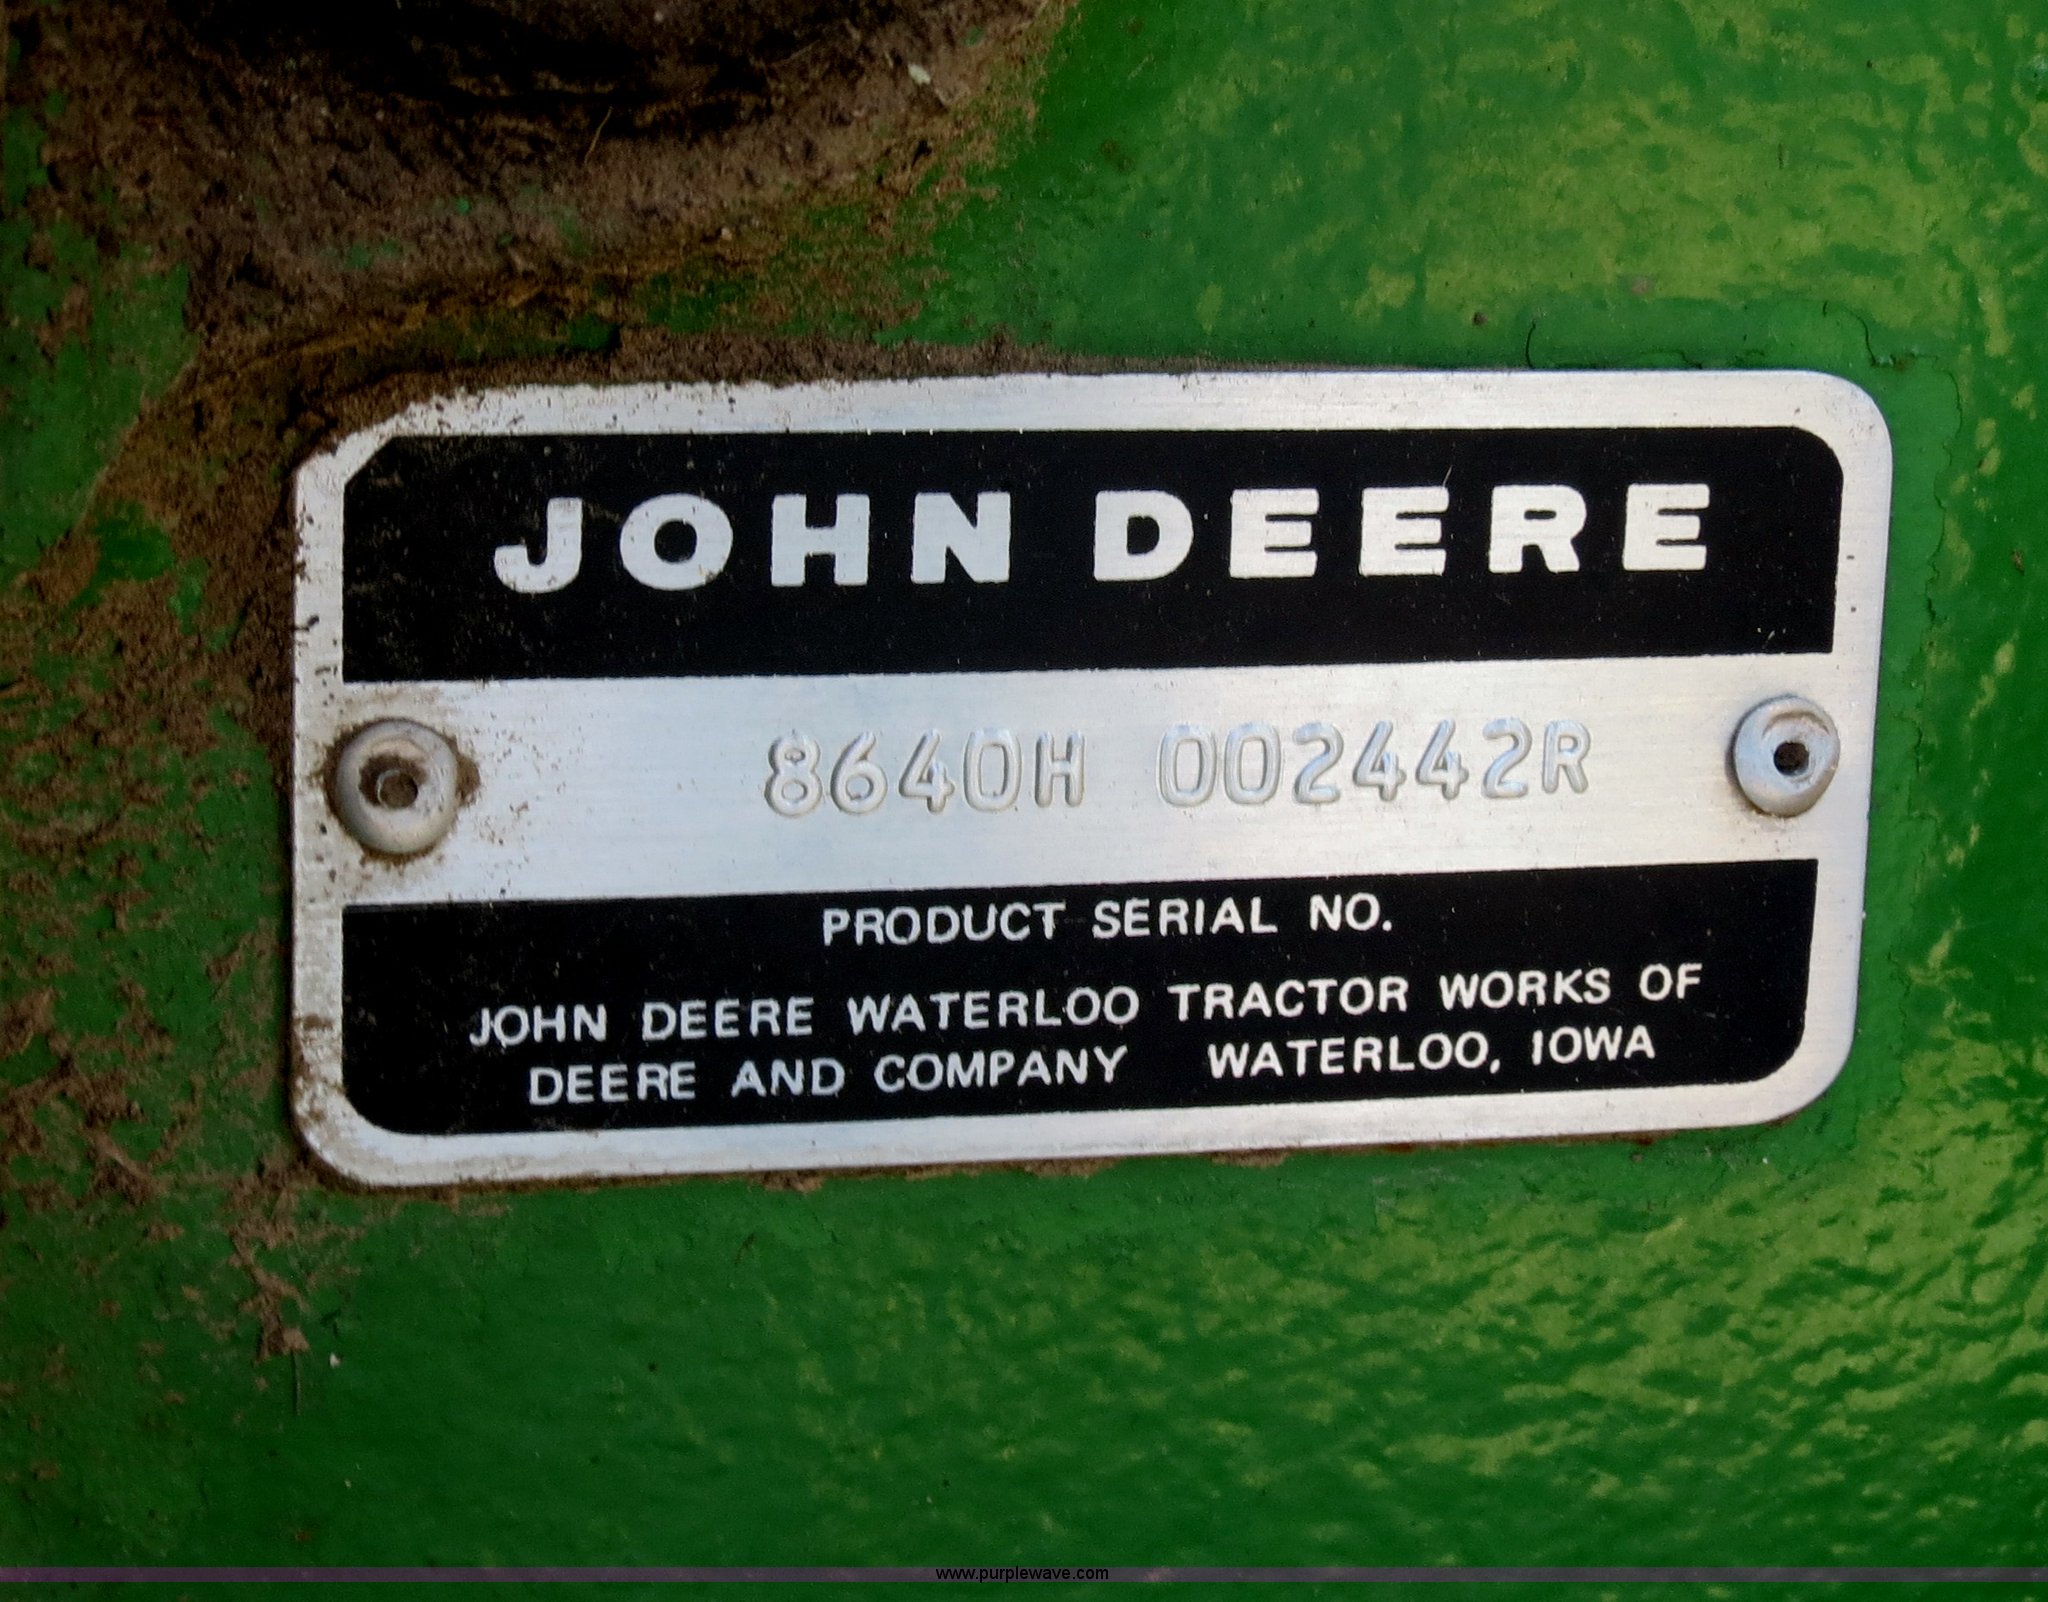 JOHN DEERE
8640H 002442R
PRODUCT SERIAL NO.
JOHN DEERE WATERLOO TRACTOR WORKS OF
DEERE AND COMPANY WATERLOO, IOWA
www.purplewave.com